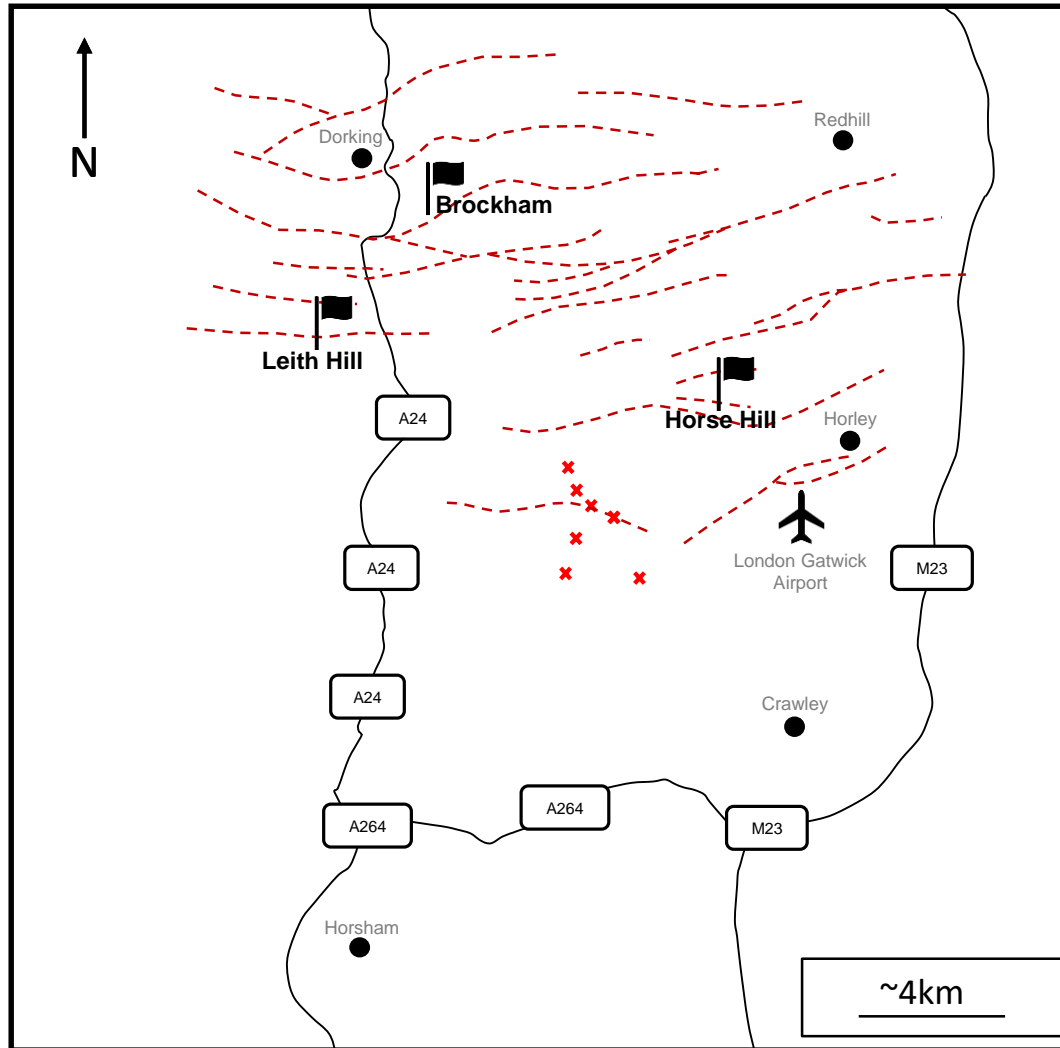 N
Dorking
Redhill
Brockham
Leith Hill
A24
Horse Hill
Horley
A24
London Gatwick
Airport
M23
A24
Crawley
A264
A264
M23
Horsham
~4km